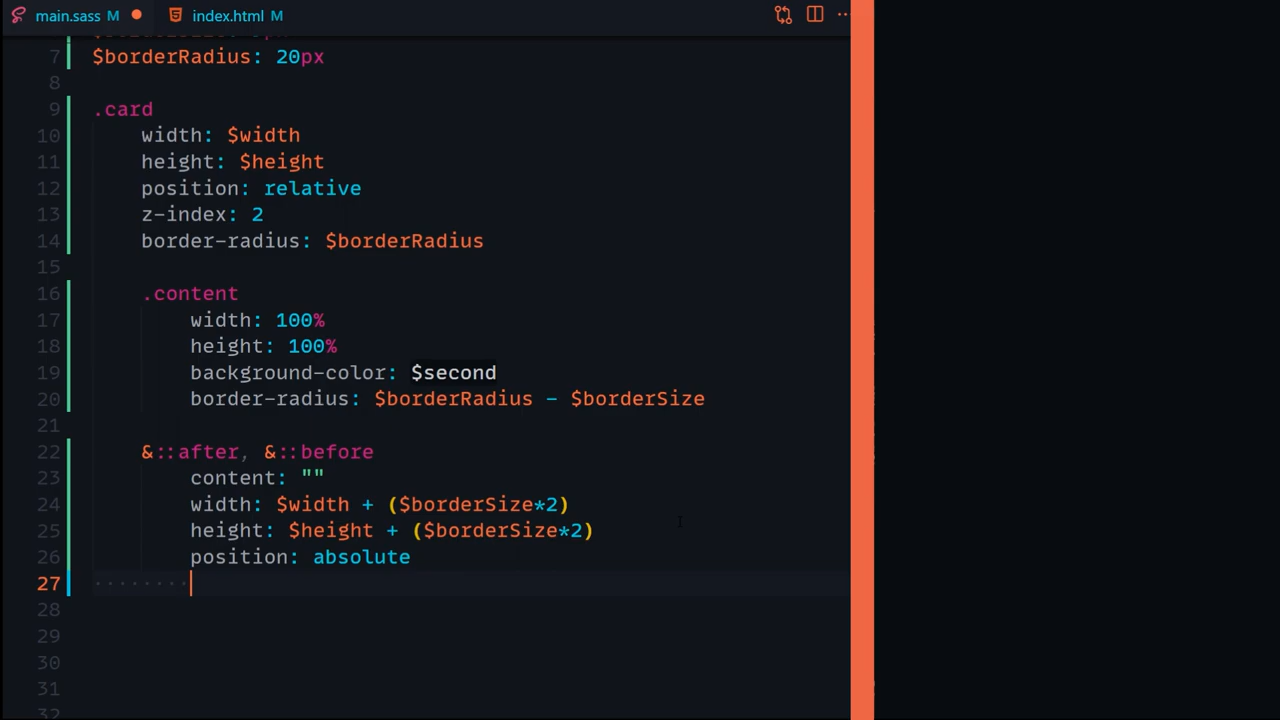 main.sass M index.html M
7 $borderRadius: 20px
8
9 .card
10 width: $width
11 height: $height
12 position: relative
13 z-index: 2
14 border-radius: $borderRadius
15
16 .content
17 width: 100%
18 height: 100%
19 background-color: $second
20 border-radius: $borderRadius - $borderSize
21
22 &::after, &::before
23 content: ""
24 width: $width + ($borderSize*2)
25 height: $height + ($borderSize*2)
26 position: absolute
27
28
29
30
31
32